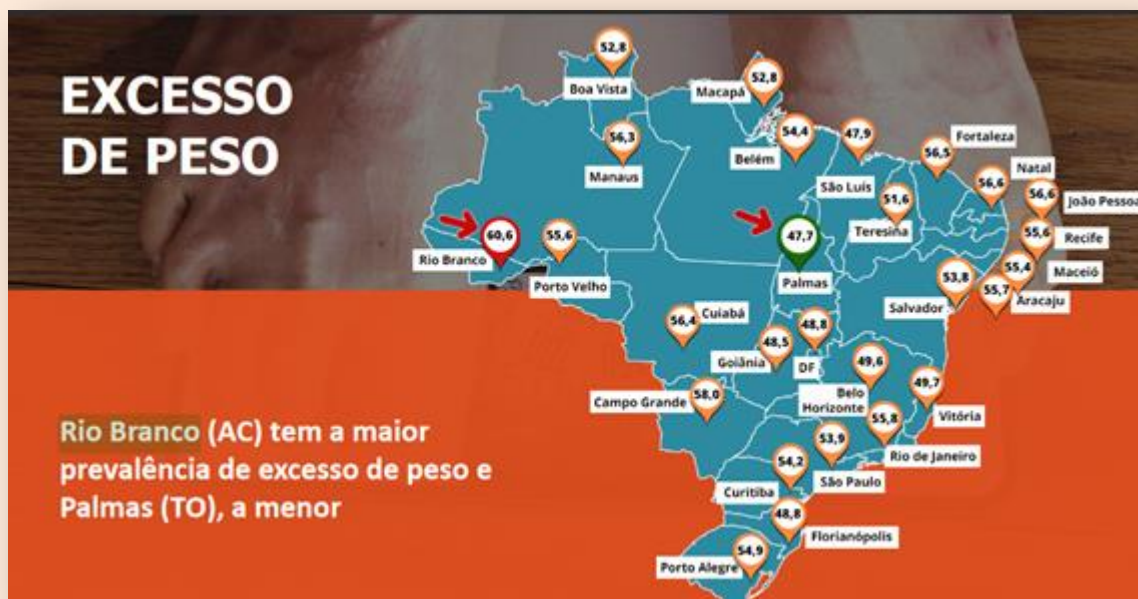 EXCESSO
DE PESO
Rio Branco (AC) tem a maior
prevalência de excesso de peso e
Palmas (TO), a menor
52,8
Boa Vista
52,8
Macapá
56,3
Manaus
54,4
Belém
47,9
São Luís
56,5
Fortaleza
56,6
Natal
56,6
João Pessoa
51,6
Teresina
60,6
Rio Branco
55,6
Porto Velho
47,7
Palmas
55,6
Recife
55,4
Maceió
55,7
Aracaju
53,8
Salvador
56,4
Cuiabá
48,5
Goiânia
48,8
DF
49,6
Belo
Horizonte
49,7
Vitória
58,0
Campo Grande
55,8
Rio de Janeiro
53,9
São Paulo
54,2
Curitiba
48,8
Florianópolis
54,9
Porto Alegre